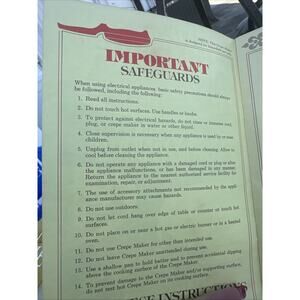 NOTE: This Crepe Maker
is designed for household use
IMPORTANT
SAFEGUARDS
When using electrical appliances, basic safety precautions should always
be followed, including the following:
1. Read all instructions.
2. Do not touch hot surfaces. Use handles or knobs.
3. To protect against electrical hazards, do not immerse cord,
plug, or crepe maker in water or other liquid.
4. Close supervision is necessary when any appliance is used by or near
children.
5. Unplug from outlet when not in use, and before cleaning. Allow to
cool before cleaning the appliance.
6. Do not operate any appliance with a damaged cord or plug or after
the appliance malfunctions, or has been damaged in any manner.
Return the appliance to the nearest authorized service facility for
examination, repair, or adjustment.
7. The use of accessory attachments not recommended by the appli-
ance manufacturer may cause hazards.
8. Do not use outdoors.
9. Do not let cord hang over edge of table or counter or touch hot
surfaces.
10. Do not place on or near a hot gas or electric burner or in a heated
oven.
11. Do not use Crepe Maker for other than intended use.
12. Do not leave Crepe Maker unattended during use.
13. Use a shallow pan to hold batter and to prevent accidental dipping
above the cooking surface of the Crepe Maker.
14. To prevent damage to the Crepe Maker and/or supporting surface,
do not set hot Crepe Maker on its cooking surface.
INSTRUCTIONS